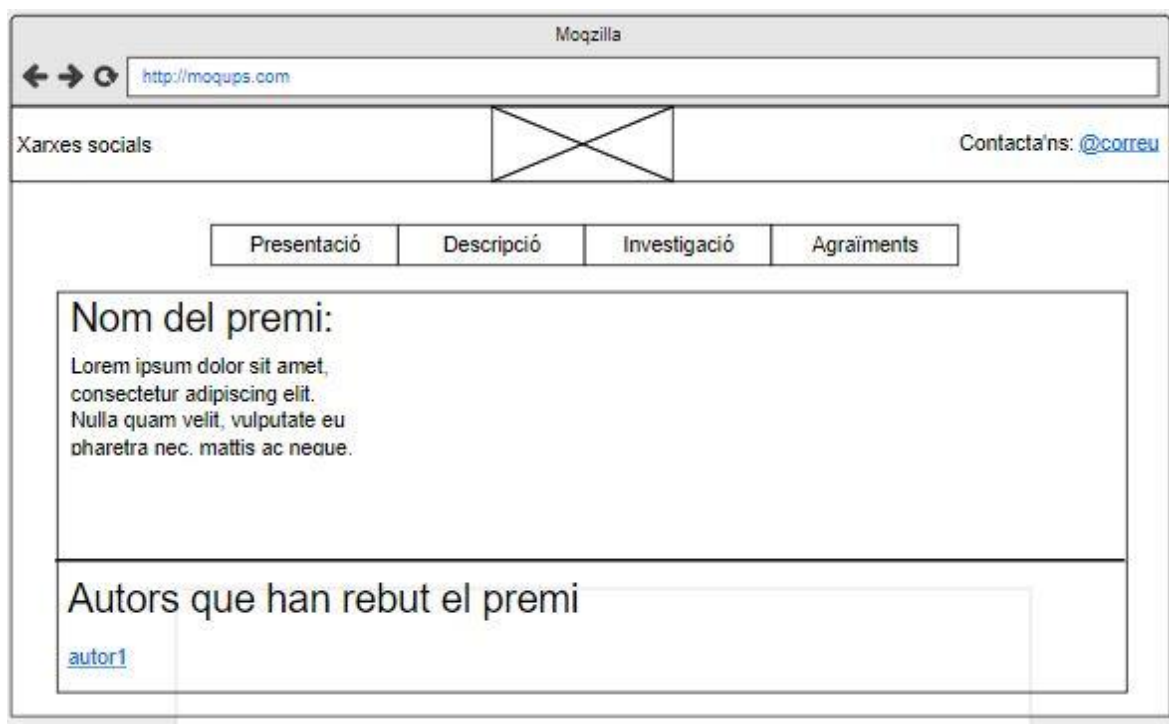 Moqzilla
http://moqups.com
Xarxes socials
Contacta'ns: @correu
Presentació Descripció Investigació Agraïments
Nom del premi:
Lorem ipsum dolor sit amet,
consectetur adipiscing elit.
Nulla quam velit, vulputate eu
pharetra nec, mattis ac neque.
Autors que han rebut el premi
autor1